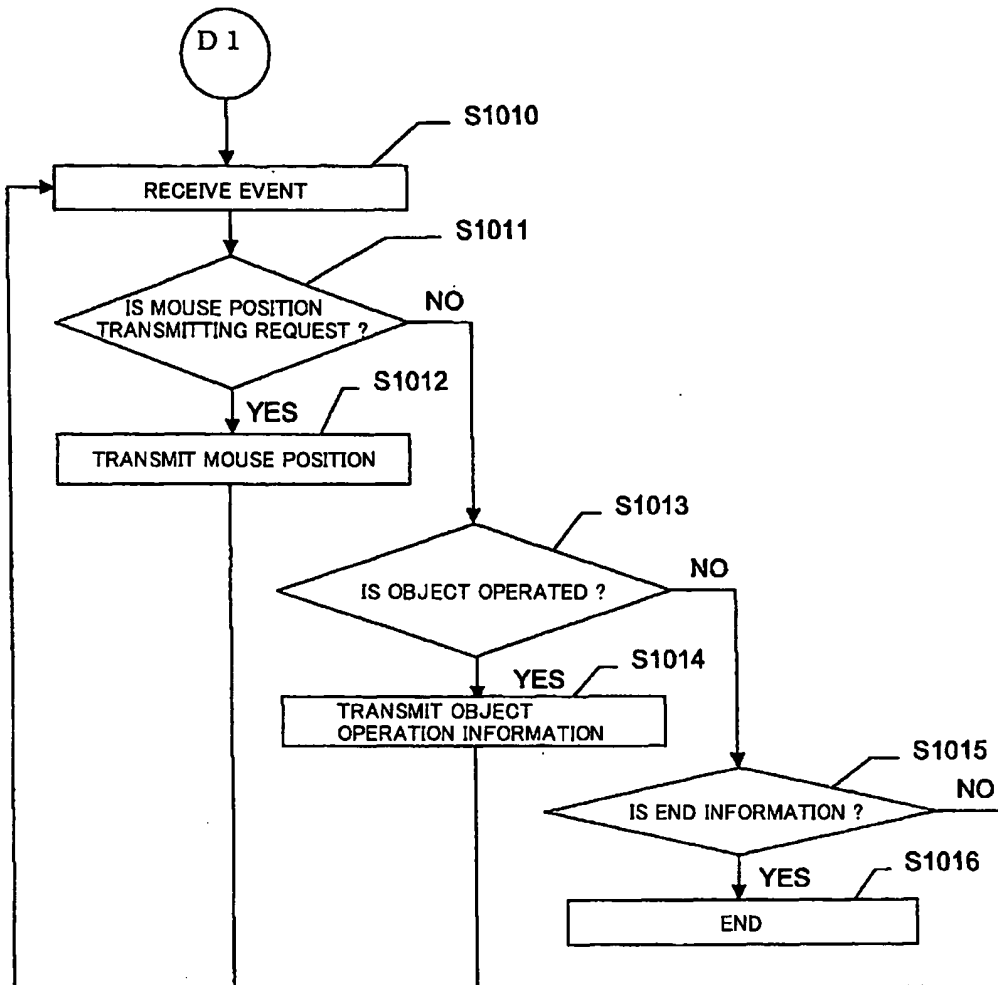 D 1
S1010
RECEIVE EVENT
S1011
IS MOUSE POSITION
TRANSMITTING REQUEST ?
NO
S1012
YES
TRANSMIT MOUSE POSITION
S1013
IS OBJECT OPERATED ?
NO
S1014
YES
TRANSMIT OBJECT
OPERATION INFORMATION
S1015
IS END INFORMATION ?
NO
S1016
YES
END